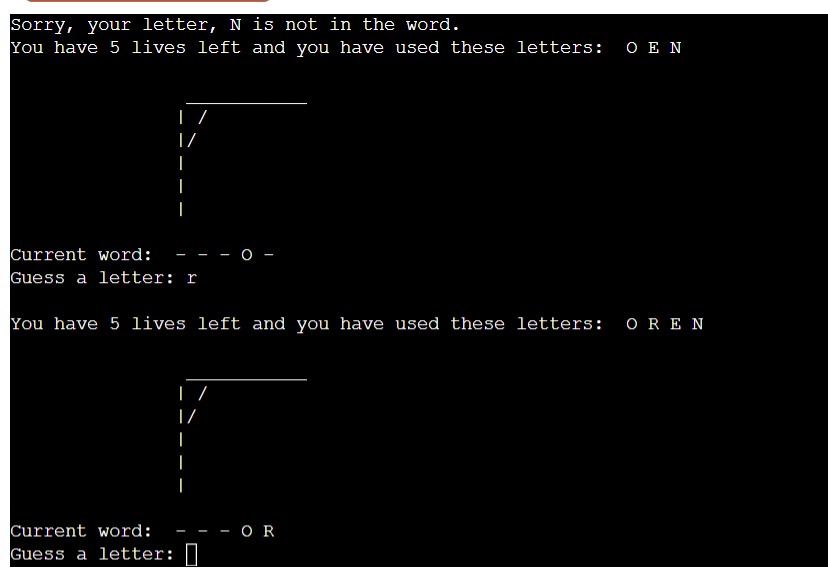 Sorry, your letter, N is not in the word.
You have 5 lives left and you have used these letters:  O E N
__________
| /
|/
|
|
|
Current word:  - - - O -
Guess a letter: r
You have 5 lives left and you have used these letters:  O R E N
__________
| /
|/
|
|
|
Current word:  - - - O R
Guess a letter: